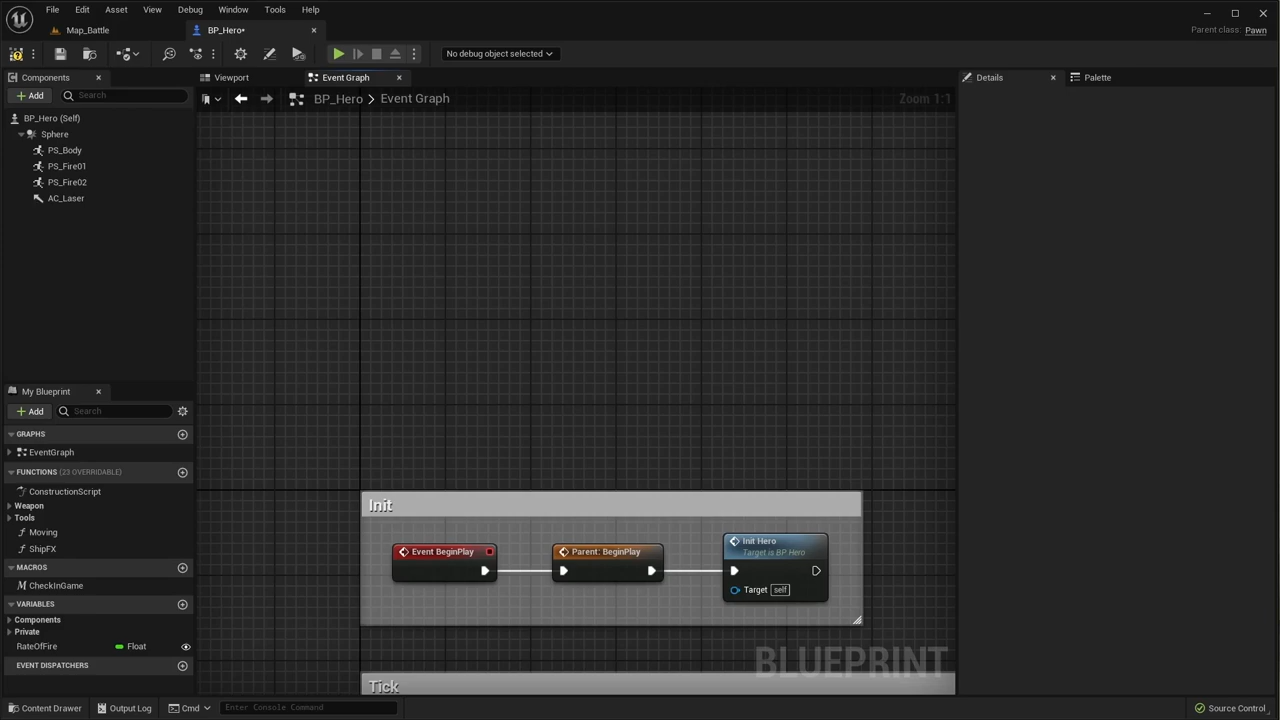 File Edit Asset View Debug Window Tools Help
Map_Battle
BP_Hero•
Parent class: Pawn
No debug object selected
Components
Viewport
Event Graph
Details
Palette
Add
Search
BP_Hero > Event Graph
Zoom 1:1
BP_Hero (Self)
Sphere
PS_Body
PS_Fire01
PS_Fire02
AC_Laser
My Blueprint
Add
Search
GRAPHS
EventGraph
FUNCTIONS (23 OVERRIDABLE)
ConstructionScript
Weapon
Tools
Moving
ShipFX
MACROS
CheckInGame
VARIABLES
Components
Private
RateOfFire Float
EVENT DISPATCHERS
Init
Event BeginPlay
Parent: BeginPlay
Init Hero
Target is BP Hero
Target self
BLUEPRINT
Tick
Content Drawer
Output Log
Cmd
Enter Console Command
Source Control